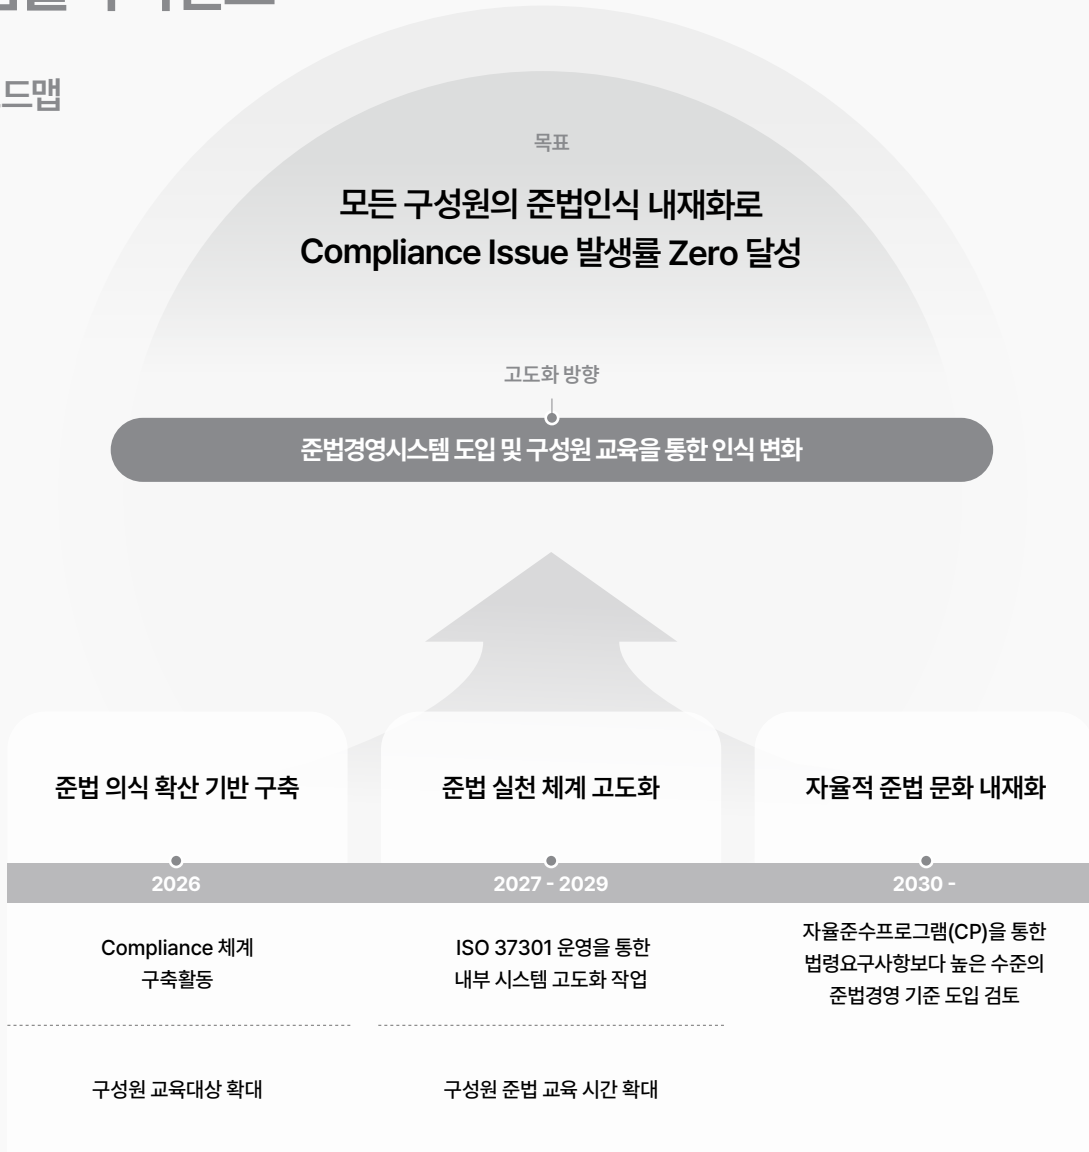 드맵
목표
모든 구성원의 준법인식 내재화로
Compliance Issue 발생률 Zero 달성
고도화 방향
준법경영시스템 도입 및 구성원 교육을 통한 인식 변화
준법 의식 확산 기반 구축
준법 실천 체계 고도화
자율적 준법 문화 내재화
2026
2027 - 2029
2030 -
Compliance 체계
구축활동
ISO 37301 운영을 통한
내부 시스템 고도화 작업
자율준수프로그램(CP)을 통한
법령요구사항보다 높은 수준의
준법경영 기준 도입 검토
구성원 교육대상 확대
구성원 준법 교육 시간 확대